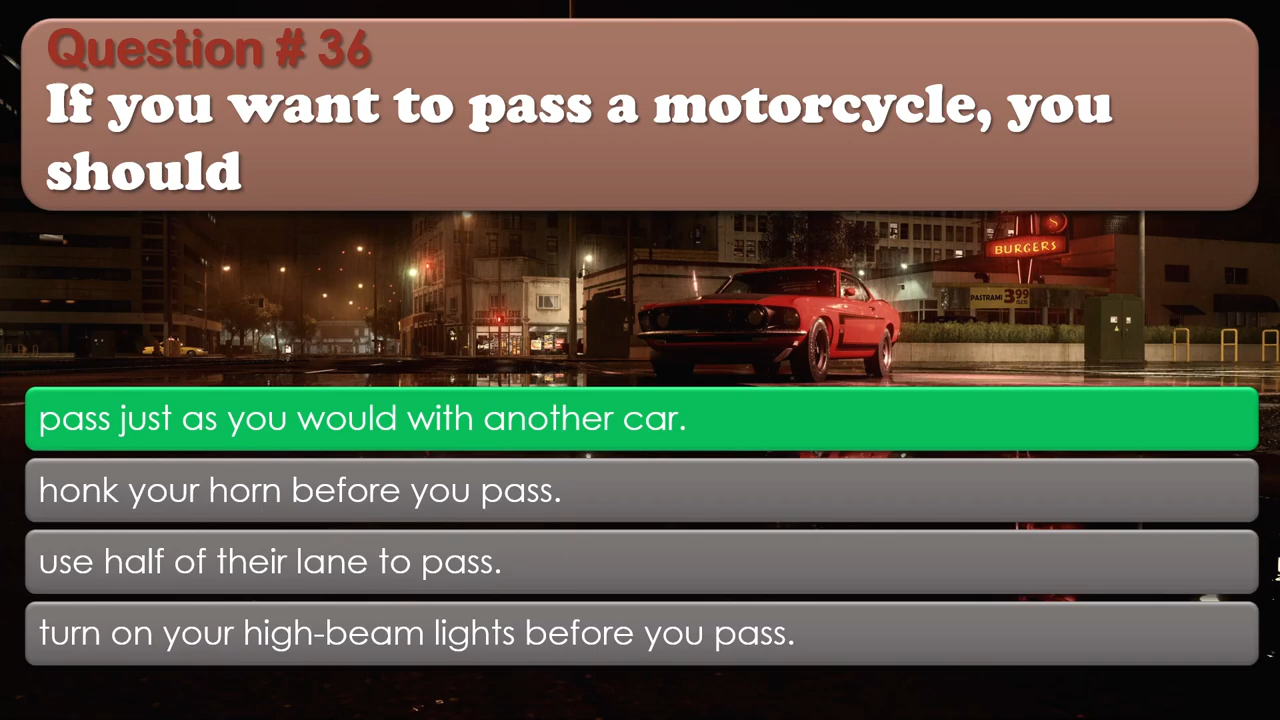 Question # 36
If you want to pass a motorcycle, you
should
BURGERS
PASTRAMI 3.99
pass just as you would with another car.
honk your horn before you pass.
use half of their lane to pass.
turn on your high-beam lights before you pass.